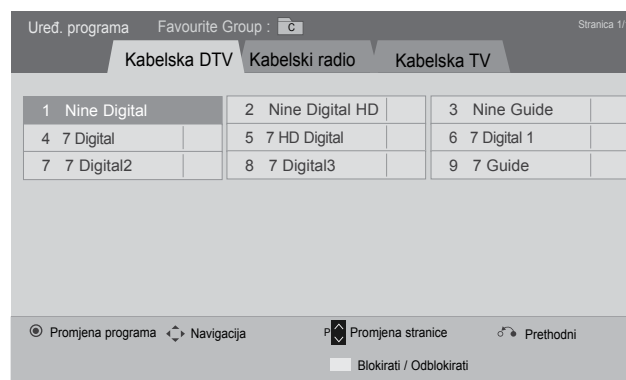 Uređ. programa Favourite Group : C Stranica 1/
Kabelska DTV Kabelski radio Kabelska TV
1 Nine Digital 2 Nine Digital HD 3 Nine Guide
4 7 Digital 5 7 HD Digital 6 7 Digital 1
7 7 Digital2 8 7 Digital3 9 7 Guide
Promjena programa Navigacija P Promjena stranice Prethodni
Blokirati / Odblokirati